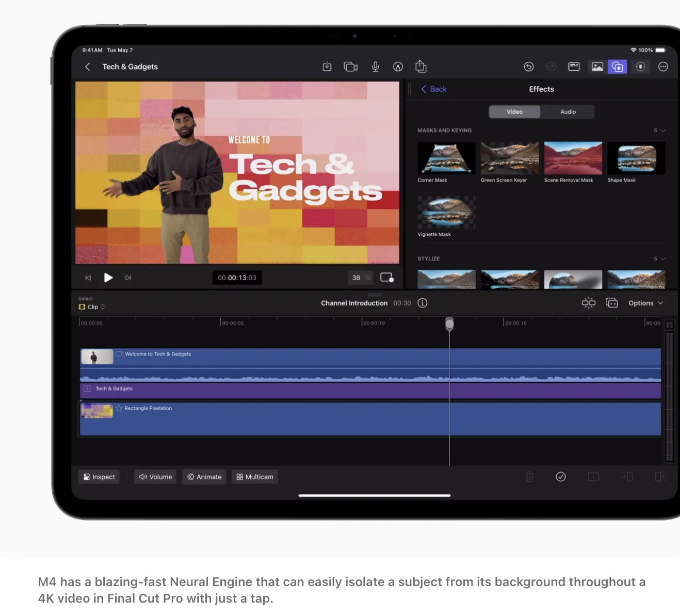 9:41AM Tue May 7
100%
Tech & Gadgets
WELCOME TO
Tech &
Gadgets
Back
Effects
Video Audio
MASKS AND KEYING 5
Corner Mask Green Screen Keyer Scene Removal Mask Shape Mask
Vignette Mask
STYLIZE 5
00:00:13:03
38 %
Select
Clip
Channel Introduction 00:30
Options
00:00:00 00:00:05 00:00:10 00:00:15 00:00:
Welcome to Tech & Gadgets
Tech & Gadgets
Rectangle Pixelation
Inspect Volume Animate Multicam
M4 has a blazing-fast Neural Engine that can easily isolate a subject from its background throughout a
4K video in Final Cut Pro with just a tap.